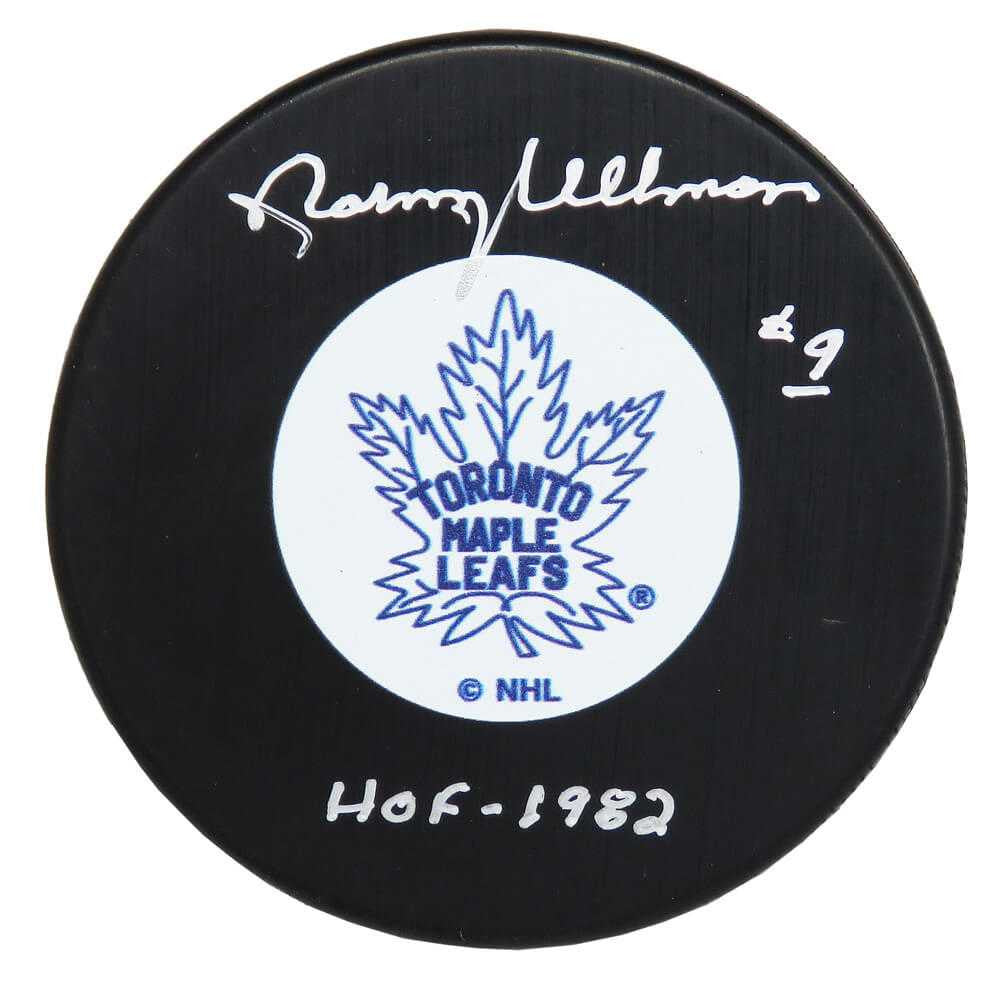 Norm Ullman
#9
TORONTO
MAPLE
LEAFS
®
© NHL
HOF-1982